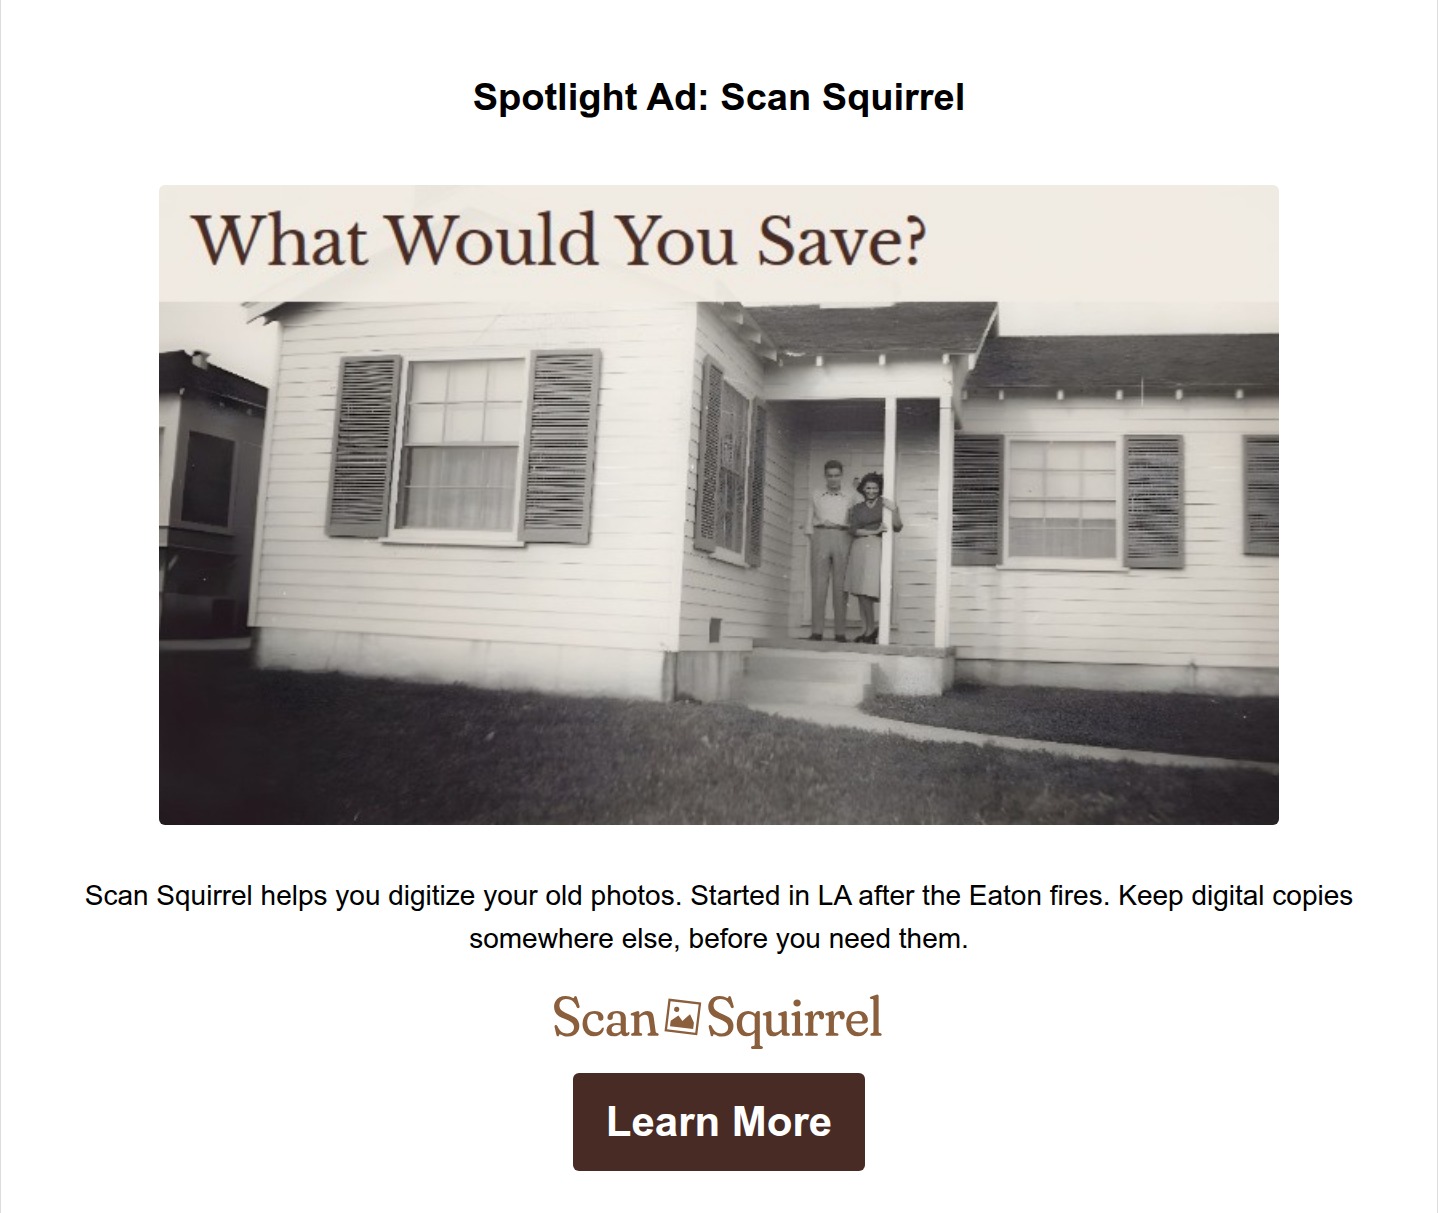 Spotlight Ad: Scan Squirrel
What Would You Save?
Scan Squirrel helps you digitize your old photos. Started in LA after the Eaton fires. Keep digital copies
somewhere else, before you need them.
Scan Squirrel
Learn More